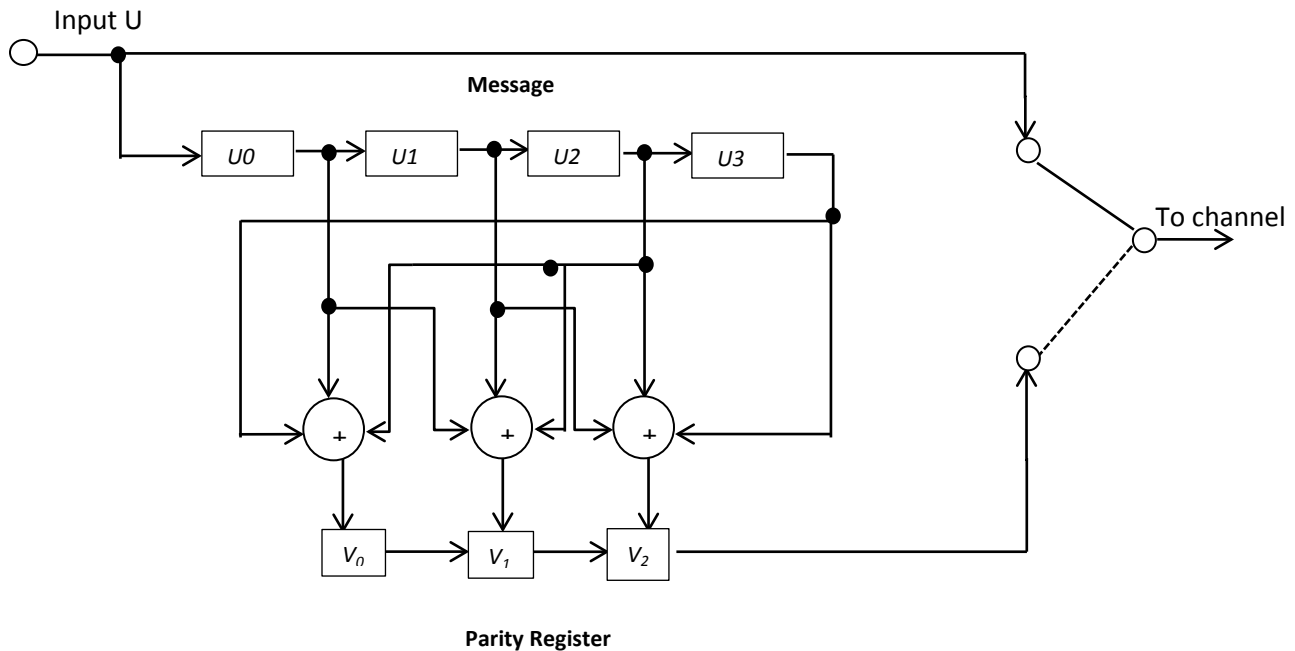 Input U
Message
U0
U1
U2
U3
To channel
+
+
+
V0
V1
V2
Parity Register